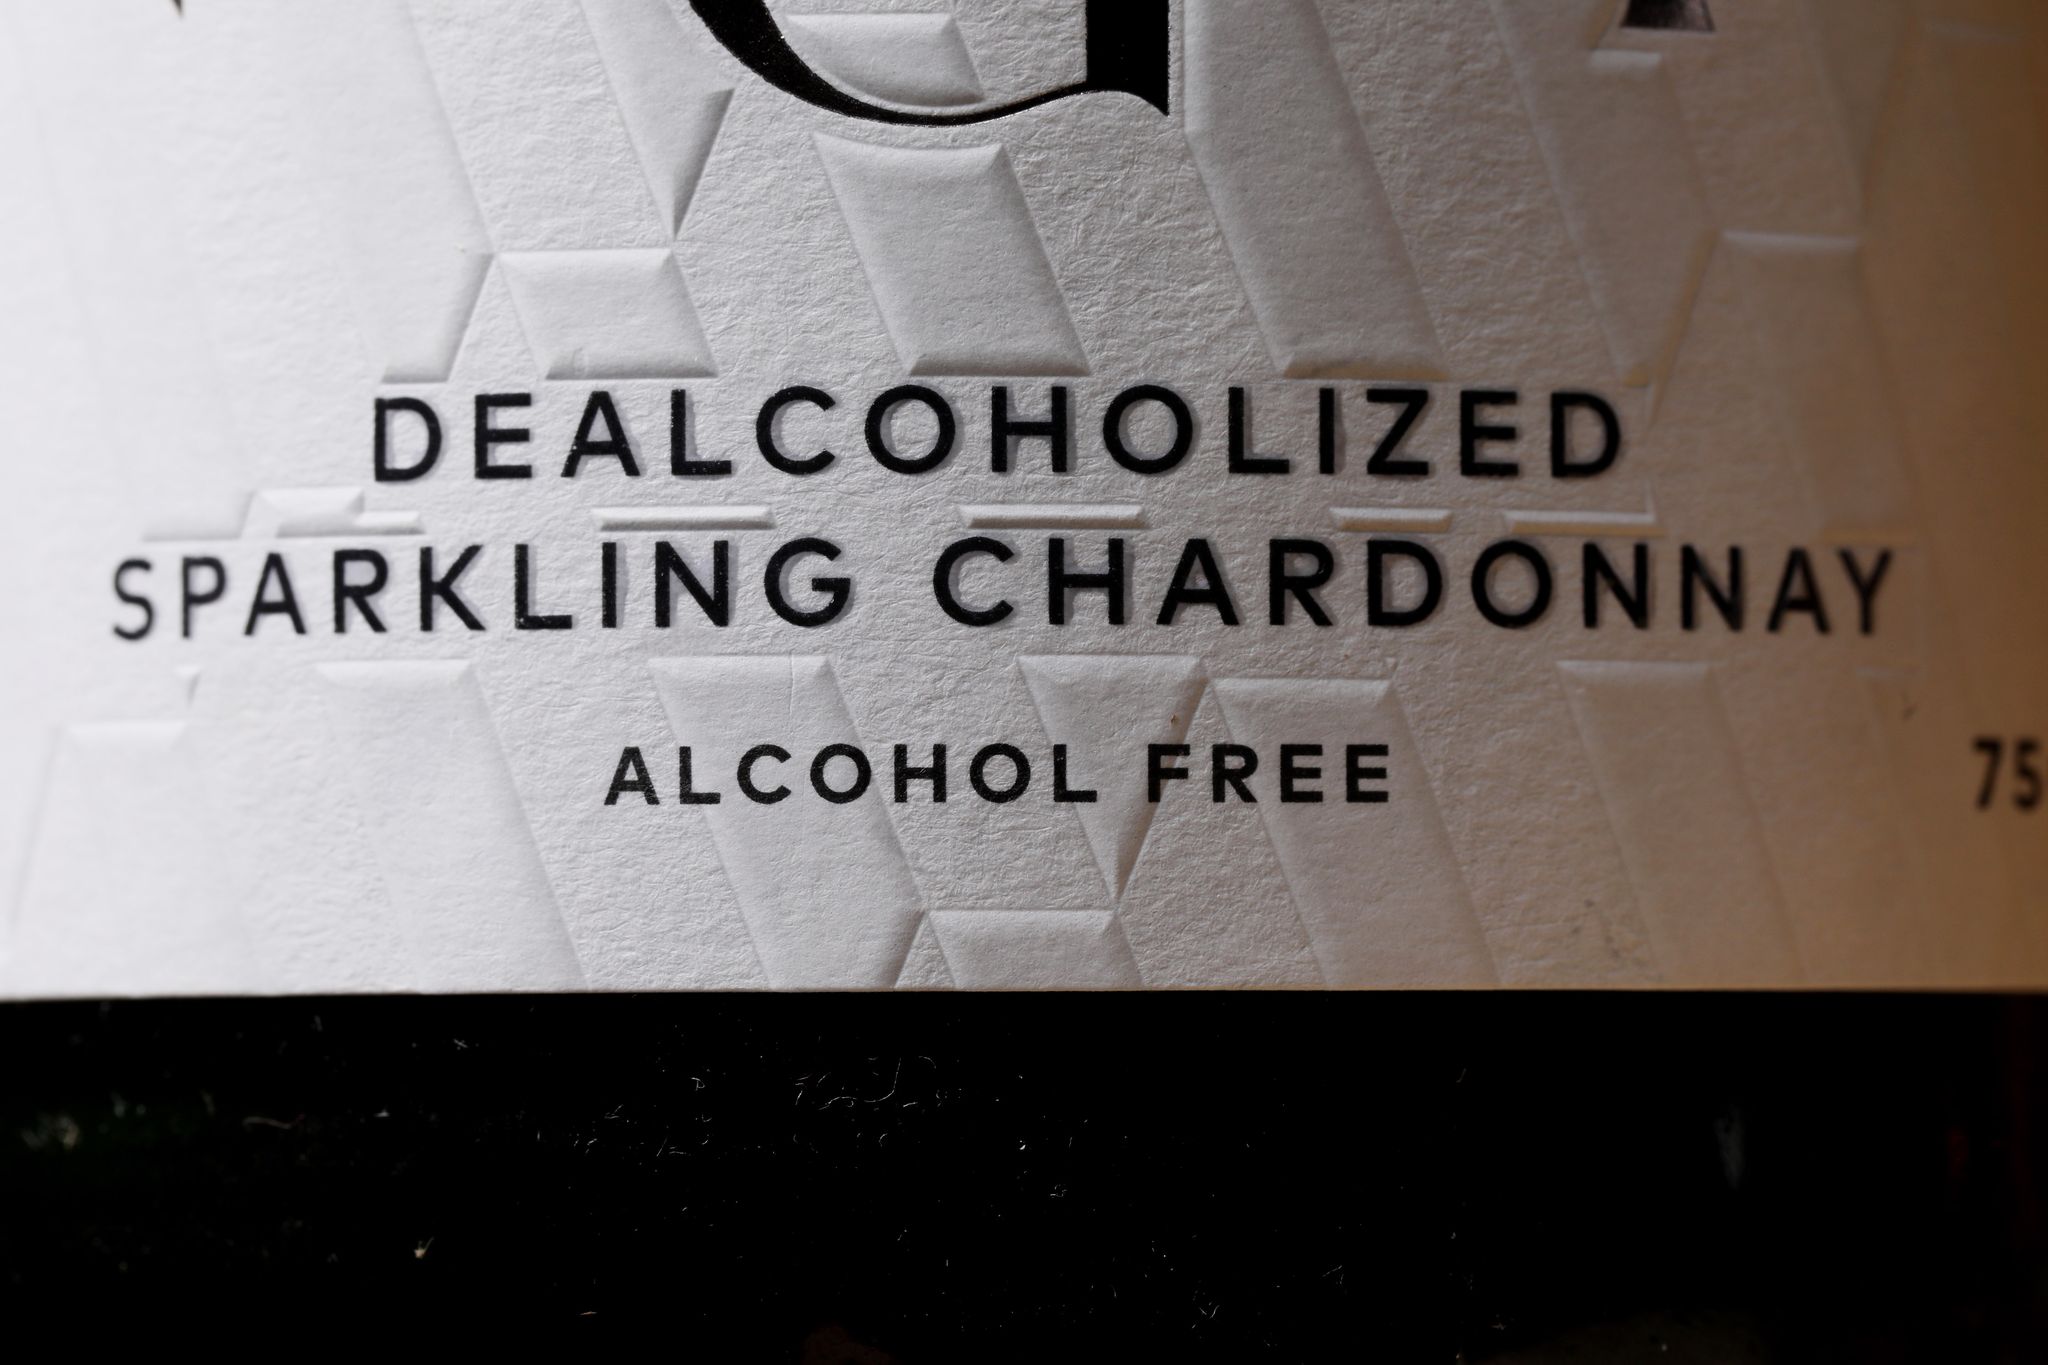 DEALCOHOLIZED
SPARKLING CHARDONNAY
ALCOHOL FREE
75